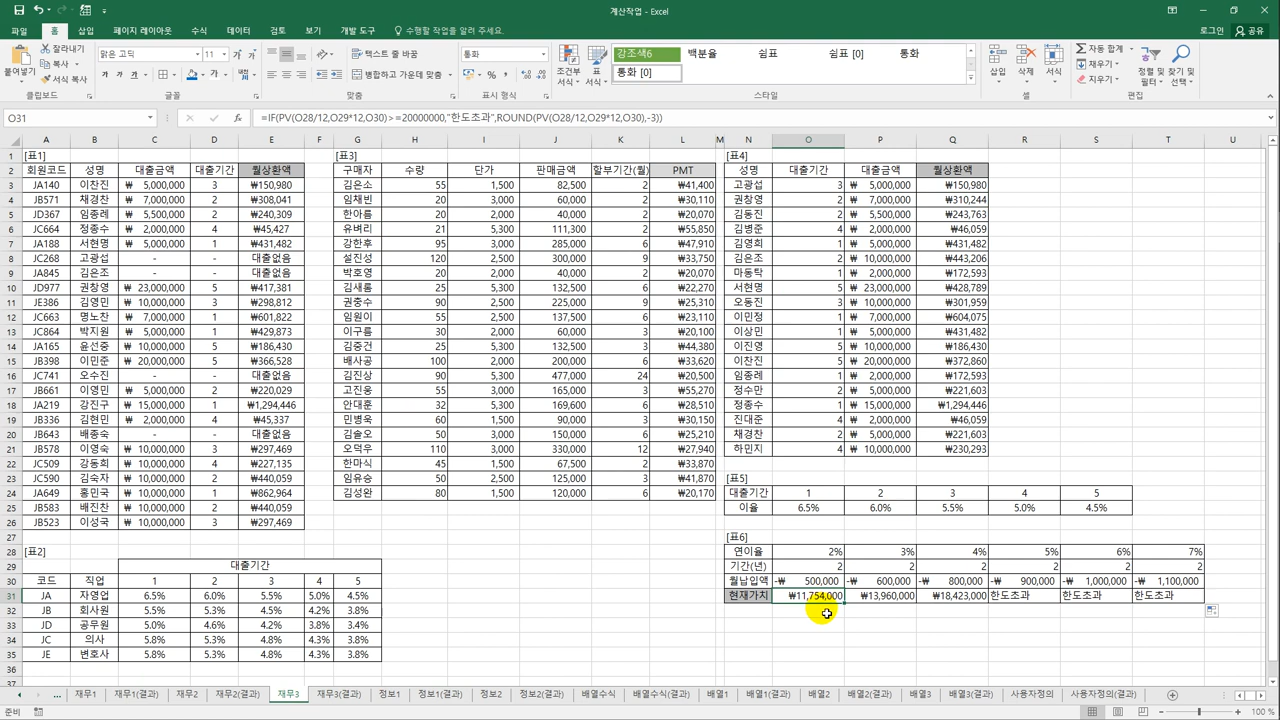 계산작업 - Excel
파일 홈 삽입 페이지 레이아웃 수식 데이터 검토 보기 개발 도구 수행할 작업을 알려 주세요. 로그인 공유
잘라내기 맑은 고딕 11 텍스트 줄 바꿈 통화 강조색6 백분율 쉼표 쉼표 [0] 통화 자동 합계
복사 채우기
붙여넣기 서식 복사 병합하고 가운데 맞춤 조건부 서식 표 서식 통화 [0] 삽입 삭제 서식 지우기 정렬 및 필터 찾기 및 선택
클립보드 글꼴 맞춤 표시 형식 스타일 셀 편집
O31 =IF(PV(O28/12,O29*12,O30)>=20000000,"한도초과",ROUND(PV(O28/12,O29*12,O30),-3))
A B C D E F G H I J K L M N O P Q R S T U V
1 [표1] [표3] [표4]
2 회원코드 성명 대출금액 대출기간 월상환액 구매자 수량 단가 판매금액 할부기간(월) PMT 성명 대출기간 대출금액 월상환액
3 JA140 이찬진 ₩ 5,000,000 3 ₩150,980 김은소 55 1,500 82,500 2 ₩41,400 고광섭 3 ₩ 5,000,000 ₩150,980
4 JB571 채경찬 ₩ 7,000,000 2 ₩308,041 임채빈 20 3,000 60,000 2 ₩30,110 권창영 2 ₩ 7,000,000 ₩310,244
5 JD367 임종례 ₩ 5,500,000 2 ₩240,309 한아름 20 2,000 40,000 2 ₩20,070 김동진 2 ₩ 5,500,000 ₩243,763
6 JC664 정종수 ₩ 2,000,000 4 ₩45,427 유벼리 21 5,300 111,300 2 ₩55,850 김병준 4 ₩ 2,000,000 ₩46,059
7 JA188 서현명 ₩ 5,000,000 1 ₩431,482 강한후 95 3,000 285,000 6 ₩47,910 김영희 1 ₩ 5,000,000 ₩431,482
8 JC268 고광섭 - - 대출없음 설진성 120 2,500 300,000 9 ₩33,750 김은조 2 ₩ 10,000,000 ₩443,206
9 JA845 김은조 - - 대출없음 박호영 20 2,000 40,000 2 ₩20,070 마동탁 1 ₩ 2,000,000 ₩172,593
10 JD977 권창영 ₩ 23,000,000 5 ₩417,381 김새롬 25 5,300 132,500 6 ₩22,270 서현명 5 ₩ 23,000,000 ₩428,789
11 JE386 김영민 ₩ 10,000,000 3 ₩298,812 권충수 90 2,500 225,000 9 ₩25,310 오동진 3 ₩ 10,000,000 ₩301,959
12 JC663 명노찬 ₩ 7,000,000 1 ₩601,822 임원이 55 2,500 137,500 6 ₩23,110 이민정 1 ₩ 7,000,000 ₩604,075
13 JC864 박지원 ₩ 5,000,000 1 ₩429,873 이구름 30 2,000 60,000 3 ₩20,100 이상민 1 ₩ 5,000,000 ₩431,482
14 JA165 윤선중 ₩ 10,000,000 5 ₩186,430 김중건 25 5,300 132,500 3 ₩44,380 이진영 5 ₩ 10,000,000 ₩186,430
15 JB398 이민준 ₩ 20,000,000 5 ₩366,528 배사공 100 2,000 200,000 6 ₩33,620 이찬진 5 ₩ 20,000,000 ₩372,860
16 JC741 오수진 - - 대출없음 김진상 90 5,300 477,000 24 ₩20,500 임종례 1 ₩ 2,000,000 ₩172,593
17 JB661 이영민 ₩ 5,000,000 2 ₩220,029 고진웅 55 3,000 165,000 3 ₩55,270 정수만 2 ₩ 5,000,000 ₩221,603
18 JA219 강진구 ₩ 15,000,000 1 ₩1,294,446 안대훈 32 5,300 169,600 6 ₩28,510 정종수 1 ₩ 15,000,000 ₩1,294,446
19 JB336 김현민 ₩ 2,000,000 4 ₩45,337 민병욱 60 1,500 90,000 3 ₩30,150 진대준 4 ₩ 2,000,000 ₩46,059
20 JB643 배종숙 - - 대출없음 김솔오 50 3,000 150,000 6 ₩25,210 채경찬 2 ₩ 5,000,000 ₩221,603
21 JB578 이영숙 ₩ 10,000,000 3 ₩297,469 오덕우 110 3,000 330,000 12 ₩27,940 하민지 4 ₩ 10,000,000 ₩230,293
22 JC509 강동희 ₩ 10,000,000 4 ₩227,135 한마식 45 1,500 67,500 2 ₩33,870
23 JC590 김숙자 ₩ 10,000,000 2 ₩440,059 임유승 50 2,500 125,000 3 ₩41,870 [표5]
24 JA649 홍민국 ₩ 10,000,000 1 ₩862,964 김성완 80 1,500 120,000 6 ₩20,170 대출기간 1 2 3 4 5
25 JB583 배진찬 ₩ 10,000,000 2 ₩440,059 이율 6.5% 6.0% 5.5% 5.0% 4.5%
26 JB523 이성국 ₩ 10,000,000 3 ₩297,469
27 [표6]
28 [표2] 연이율 2% 3% 4% 5% 6% 7%
29 대출기간 기간(년) 2 2 2 2 2 2
30 코드 직업 1 2 3 4 5 월납입액 -₩ 500,000 -₩ 600,000 -₩ 800,000 -₩ 900,000 -₩ 1,000,000 -₩ 1,100,000
31 JA 자영업 6.5% 6.0% 5.5% 5.0% 4.5% 현재가치 ₩11,754,000 ₩13,960,000 ₩18,423,000 한도초과 한도초과 한도초과
32 JB 회사원 5.5% 5.3% 4.5% 4.2% 3.8%
33 JD 공무원 5.0% 4.6% 4.2% 3.8% 3.4%
34 JC 의사 5.8% 5.3% 4.8% 4.3% 3.8%
35 JE 변호사 5.8% 5.3% 4.8% 4.3% 3.8%
36
37
... 재무1 재무1(결과) 재무2 재무2(결과) 재무3 재무3(결과) 정보1 정보1(결과) 정보2 정보2(결과) 배열수식 배열수식(결과) 배열1 배열1(결과) 배열2 배열2(결과) 배열3 배열3(결과) 사용자정의 사용자정의(결과)
준비 100 %